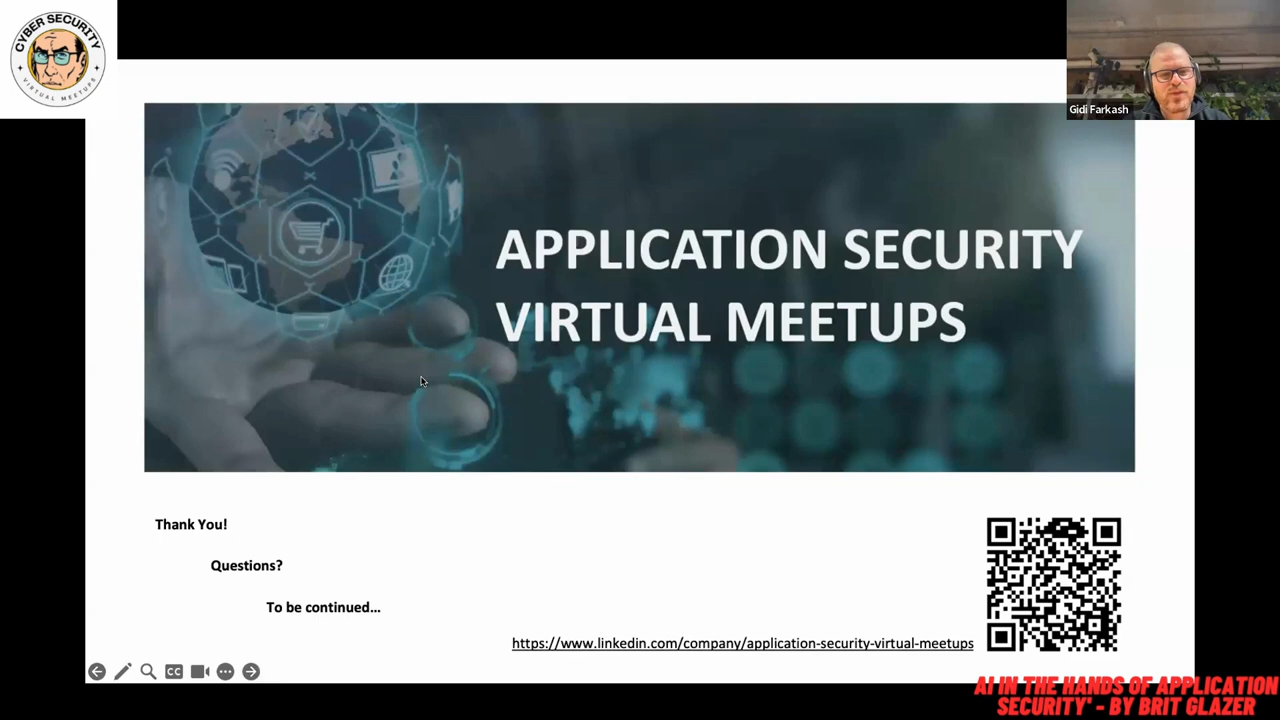 CYBER SECURITY
VIRTUAL MEETUPS
Gidi Farkash
APPLICATION SECURITY
VIRTUAL MEETUPS
Thank You!
Questions?
To be continued...
https://www.linkedin.com/company/application-security-virtual-meetups
CC
AI IN THE HANDS OF APPLICATION
SECURITY' - BY BRIT GLAZER